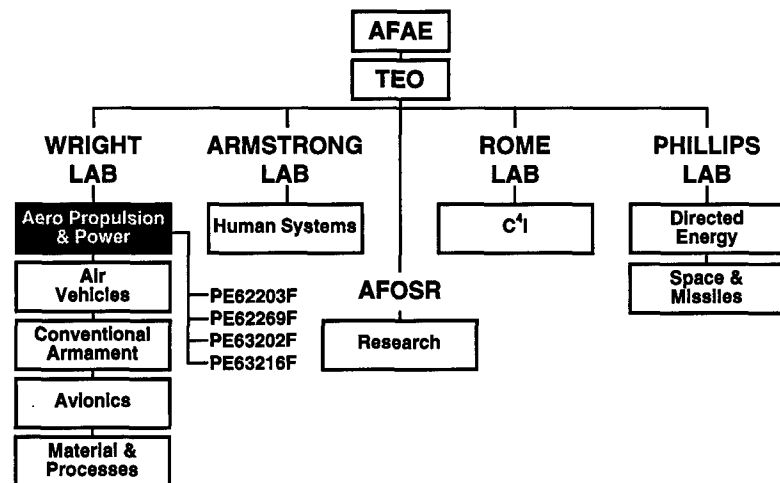 AFAE
TEO
WRIGHT
LAB
ARMSTRONG
LAB
ROME
LAB
PHILLIPS
LAB
Aero Propulsion
& Power
Human Systems
C⁴I
Directed
Energy
Air
Vehicles
Space &
Missiles
PE62203F
PE62269F
PE63202F
PE63216F
AFOSR
Research
Conventional
Armament
Avionics
Material &
Processes